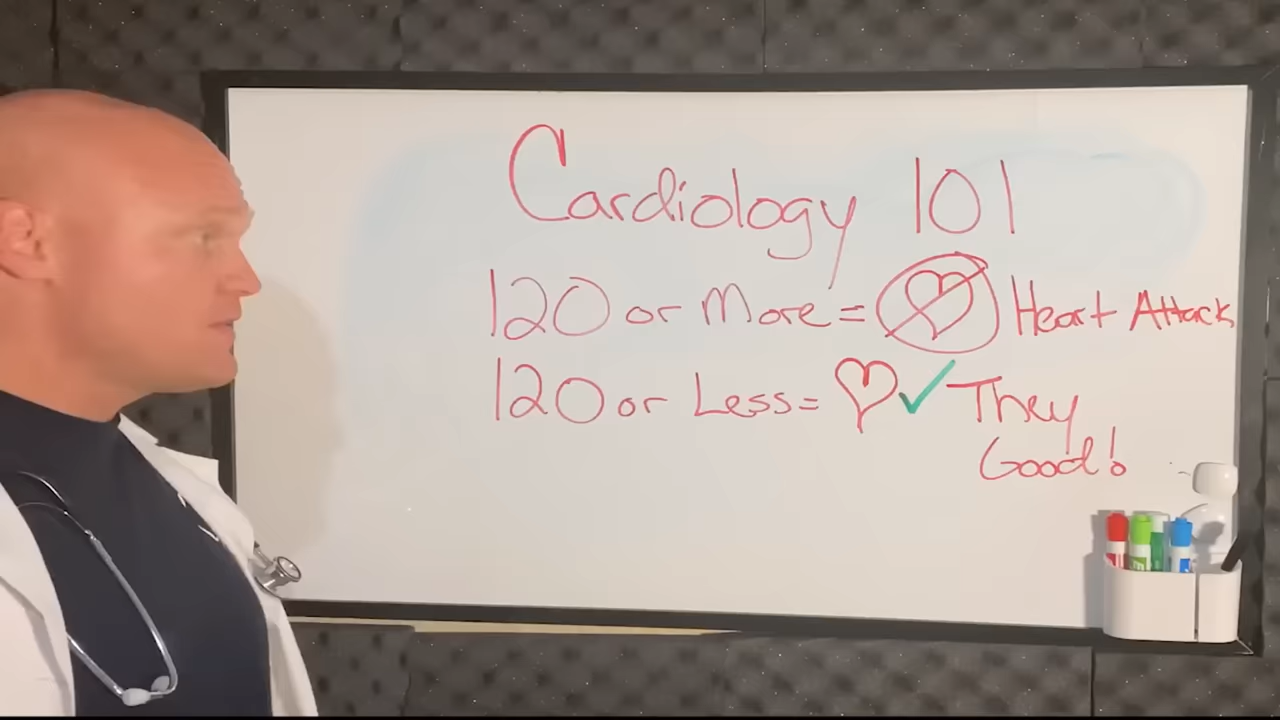 Cardiology 101
120 or More = Heart Attack
120 or Less = They
Good!